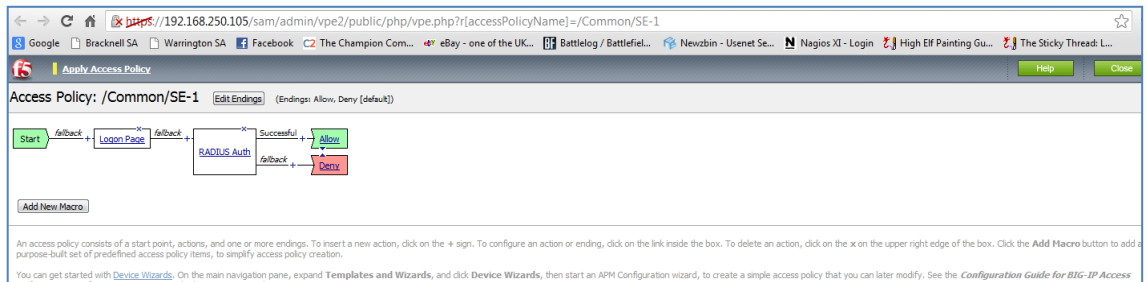 https://192.168.250.105/sam/admin/vpe2/public/php/vpe.php?r[accessPolicyName]=/Common/SE-1
Google Bracknell SA Warrington SA Facebook C2 The Champion Com... eBay - one of the UK... Battlelog / Battlefiel... Newzbin - Usenet Se... N Nagios XI - Login High Elf Painting Gu... The Sticky Thread: L...
f5 Apply Access Policy Help Close
Access Policy: /Common/SE-1 Edit Endings (Endings: Allow, Deny [default])
Start fallback + Logon Page x fallback + RADIUS Auth x Successful + Allow
fallback + Deny
Add New Macro
An access policy consists of a start point, actions, and one or more endings. To insert a new action, click on the + sign. To configure an action or ending, click on the link inside the box. To delete an action, click on the x on the upper right edge of the box. Click the Add Macro button to add a
purpose-built set of predefined access policy items, to simplify access policy creation.
You can get started with Device Wizards. On the main navigation pane, expand Templates and Wizards, and click Device Wizards, then start an APM Configuration wizard, to create a simple access policy that you can later modify. See the Configuration Guide for BIG-IP Access